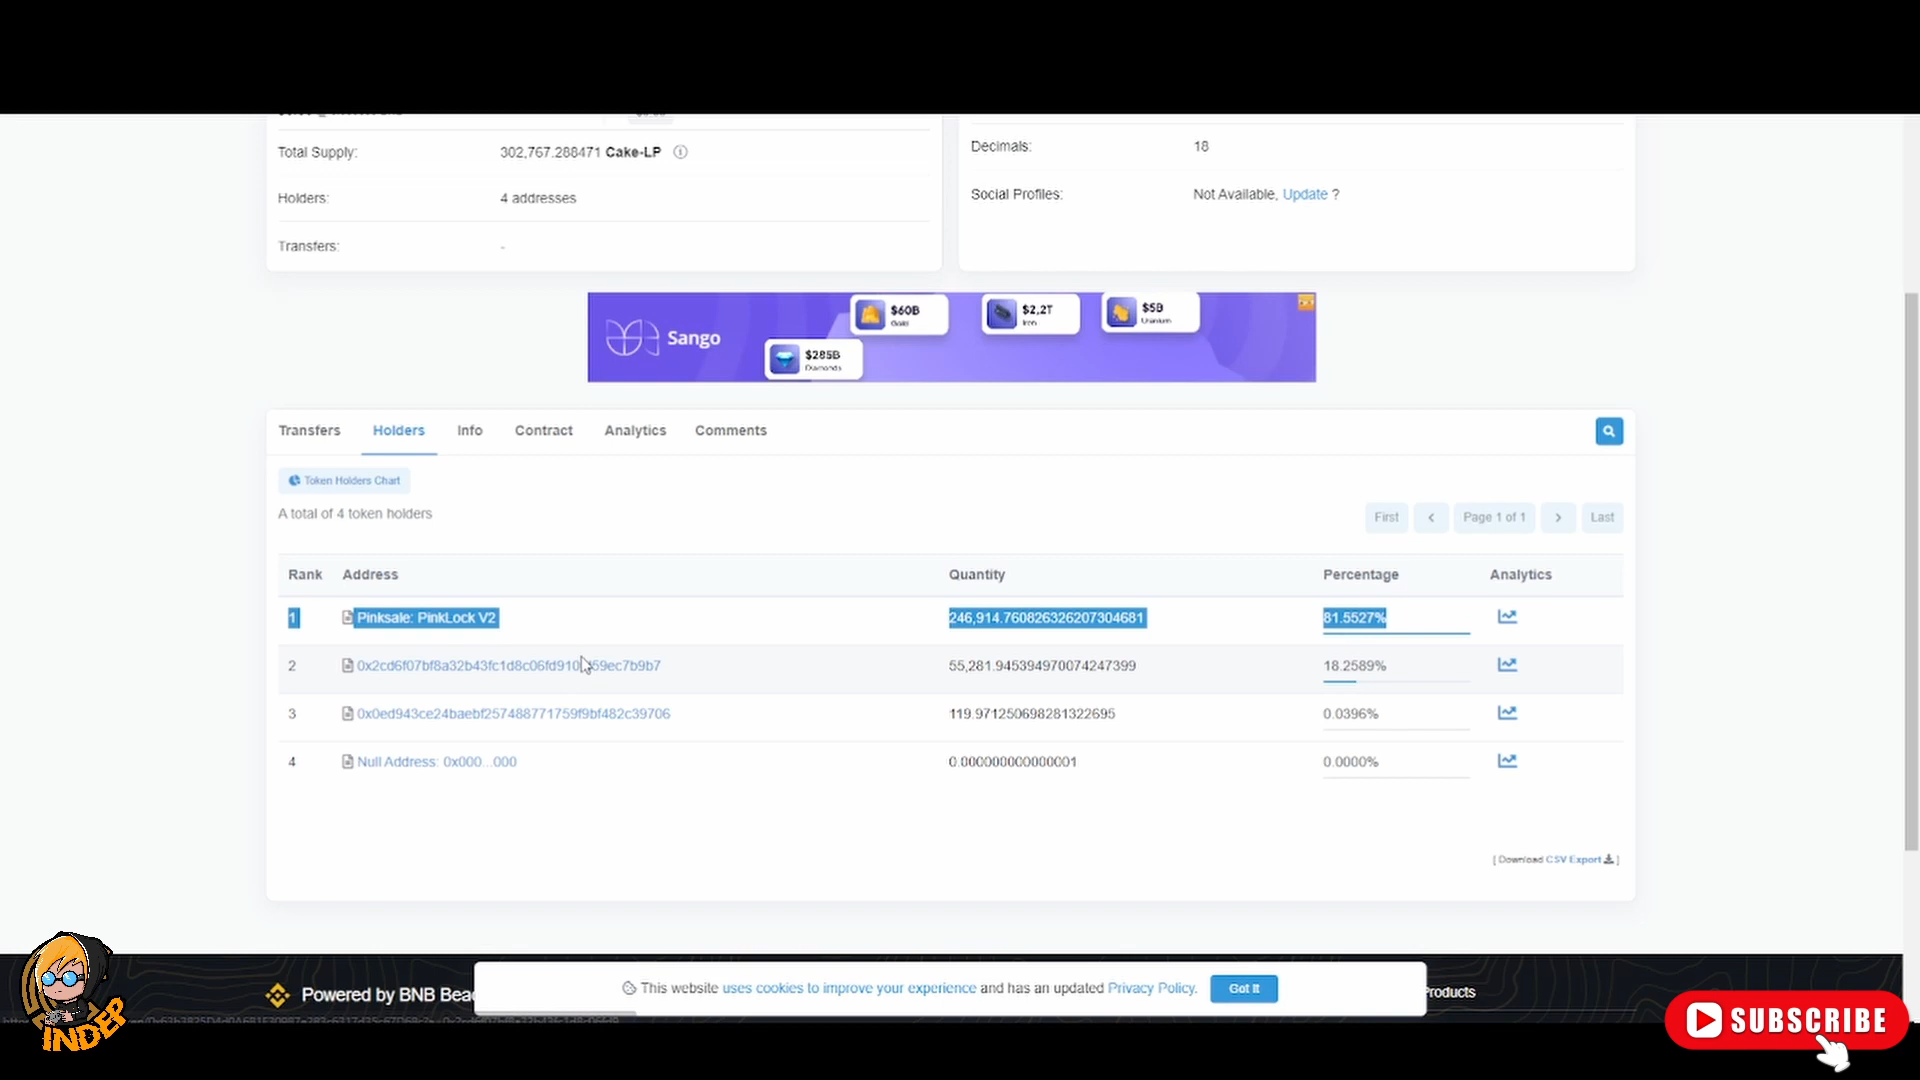 Total Supply: 302,767.288471 Cake-LP
Decimals: 18
Holders: 4 addresses
Social Profiles: Not Available, Update ?
Transfers: -
Sango
$60B
Gold
$2,2T
Iron
$5B
Uranium
$285B
Diamonds
Transfers Holders Info Contract Analytics Comments
Token Holders Chart
A total of 4 token holders
First < Page 1 of 1 > Last
Rank Address Quantity Percentage Analytics
1 Pinksale: PinkLock V2 246,914.760826326207304681 81.5527%
2 55,281.945394970074247399 18.2589%
3 0x0ed943ce24baebf257488771759f9bf482c39706 119.971250698281322695 0.0396%
4 Null Address: 0x000...000 0.000000000000001 0.0000%
[ Download CSV Export ]
Powered by BNB Beac
This website uses cookies to improve your experience and has an updated Privacy Policy.
Got It
Products
INDEP
SUBSCRIBE